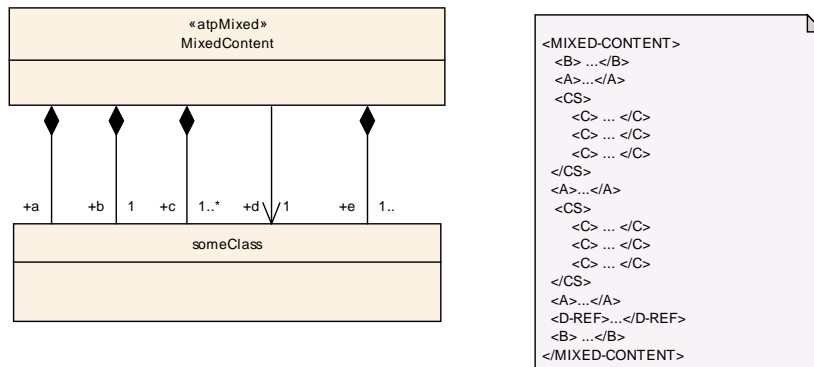 «atpMixed»
MixedContent
+a +b 1 +c 1..* +d 1 +e 1..
someClass
<MIXED-CONTENT>
<B> ...</B>
<A>...</A>
<CS>
<C> ... </C>
<C> ... </C>
<C> ... </C>
</CS>
<A>...</A>
<CS>
<C> ... </C>
<C> ... </C>
<C> ... </C>
</CS>
<A>...</A>
<D-REF>...</D-REF>
<B> ...</B>
</MIXED-CONTENT>